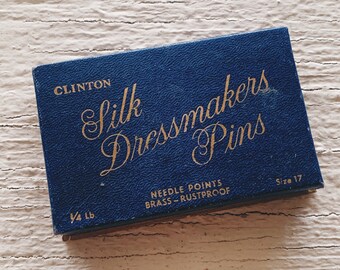 CLINTON
Silk
Dressmakers
Pins
NEEDLE POINTS
BRASS - RUSTPROOF
1/4 Lb.
Size 17